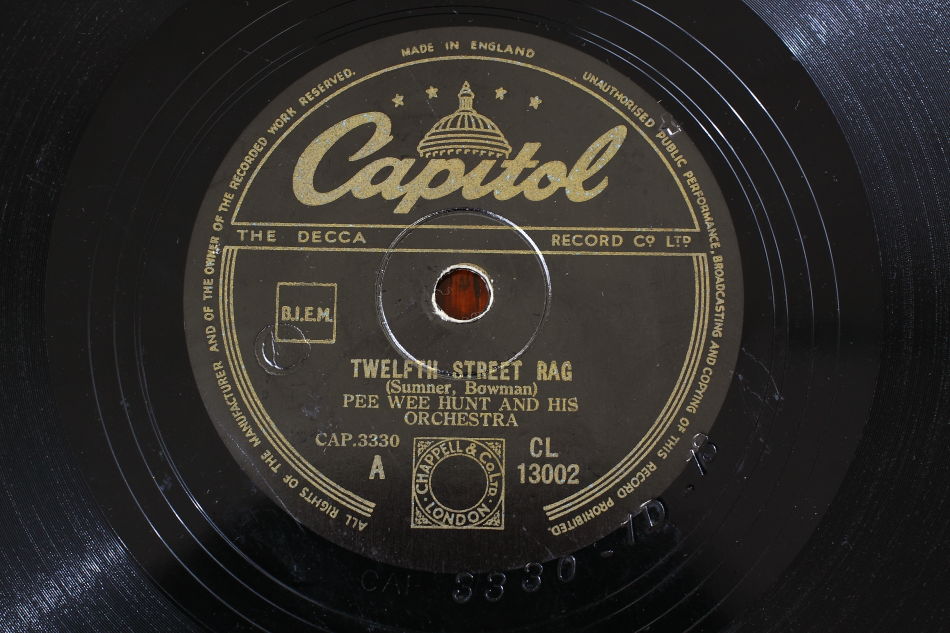 MADE IN ENGLAND
ALL RIGHTS OF THE MANUFACTURER AND OF THE OWNER OF THE RECORDED WORK RESERVED.
UNAUTHORISED PUBLIC PERFORMANCE, BROADCASTING AND COPYING OF THIS RECORD PROHIBITED.
Capitol
THE DECCA RECORD CO LTD
B.I.E.M.
TWELFTH STREET RAG
(Sumner, Bowman)
PEE WEE HUNT AND HIS
ORCHESTRA
CAP.3330
A
CL
13002
CHAPPELL & CO. LTD.
LONDON
CAP 3330-1D